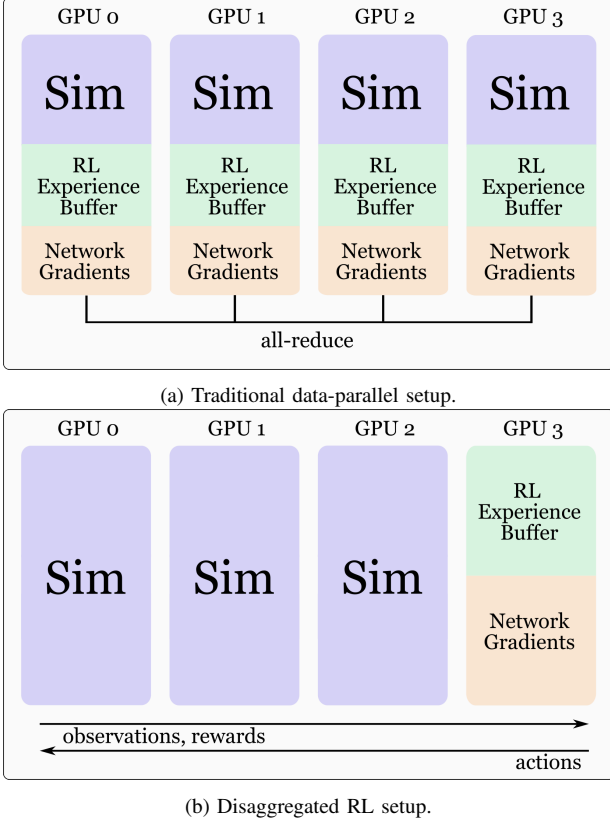 GPU 0 GPU 1 GPU 2 GPU 3
Sim Sim Sim Sim
RL RL RL RL
Experience Experience Experience Experience
Buffer Buffer Buffer Buffer
Network Network Network Network
Gradients Gradients Gradients Gradients
all-reduce
(a) Traditional data-parallel setup.
GPU 0 GPU 1 GPU 2 GPU 3
RL
Experience
Buffer
Sim Sim Sim
Network
Gradients
observations, rewards
actions
(b) Disaggregated RL setup.